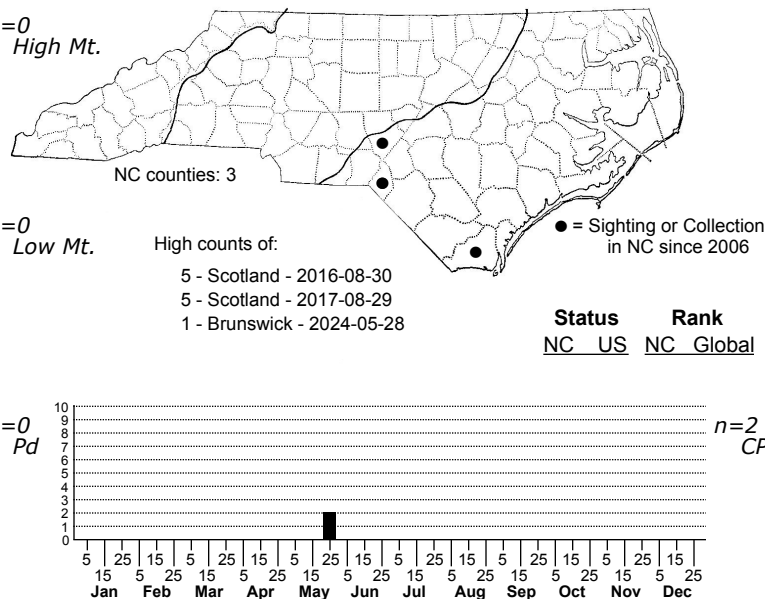 =0
High Mt.
NC counties: 3
=0
Low Mt.
High counts of:
5 - Scotland - 2016-08-30
5 - Scotland - 2017-08-29
1 - Brunswick - 2024-05-28
● = Sighting or Collection
in NC since 2006
Status Rank
NC US NC Global
=0
Pd
10
9
8
7
6
5
4
3
2
1
0
n=2
CP
5 25 15 5 25 15 5 25 15 5 25 15 5 25 15 5 25 15
15 5 25 15 5 25 15 5 25 15 5 25 15 5 25 15 5 25
Jan Feb Mar Apr May Jun Jul Aug Sep Oct Nov Dec